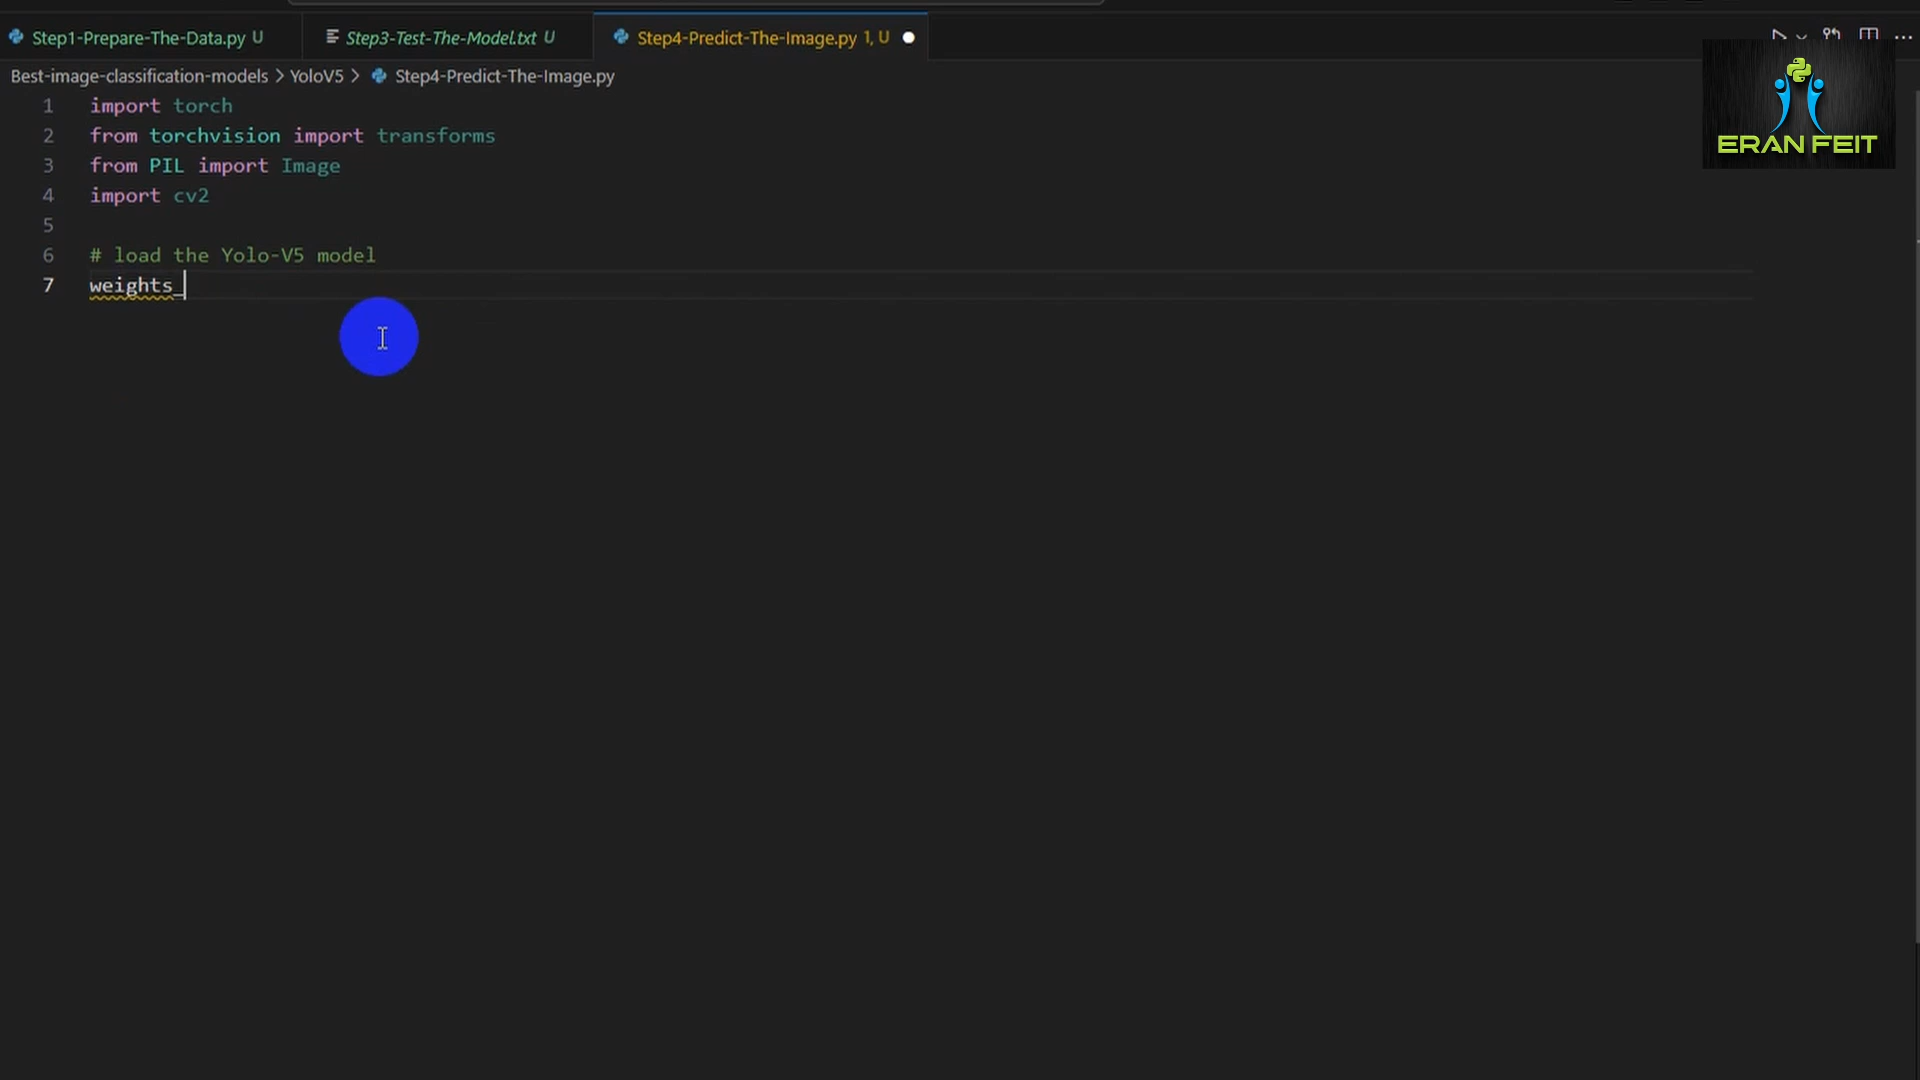 Step1-Prepare-The-Data.py U
Step3-Test-The-Model.txt U
Step4-Predict-The-Image.py 1, U
Best-image-classification-models > YoloV5 > Step4-Predict-The-Image.py
ERAN FEIT
1 import torch
2 from torchvision import transforms
3 from PIL import Image
4 import cv2
5
6 # load the Yolo-V5 model
7 weights_